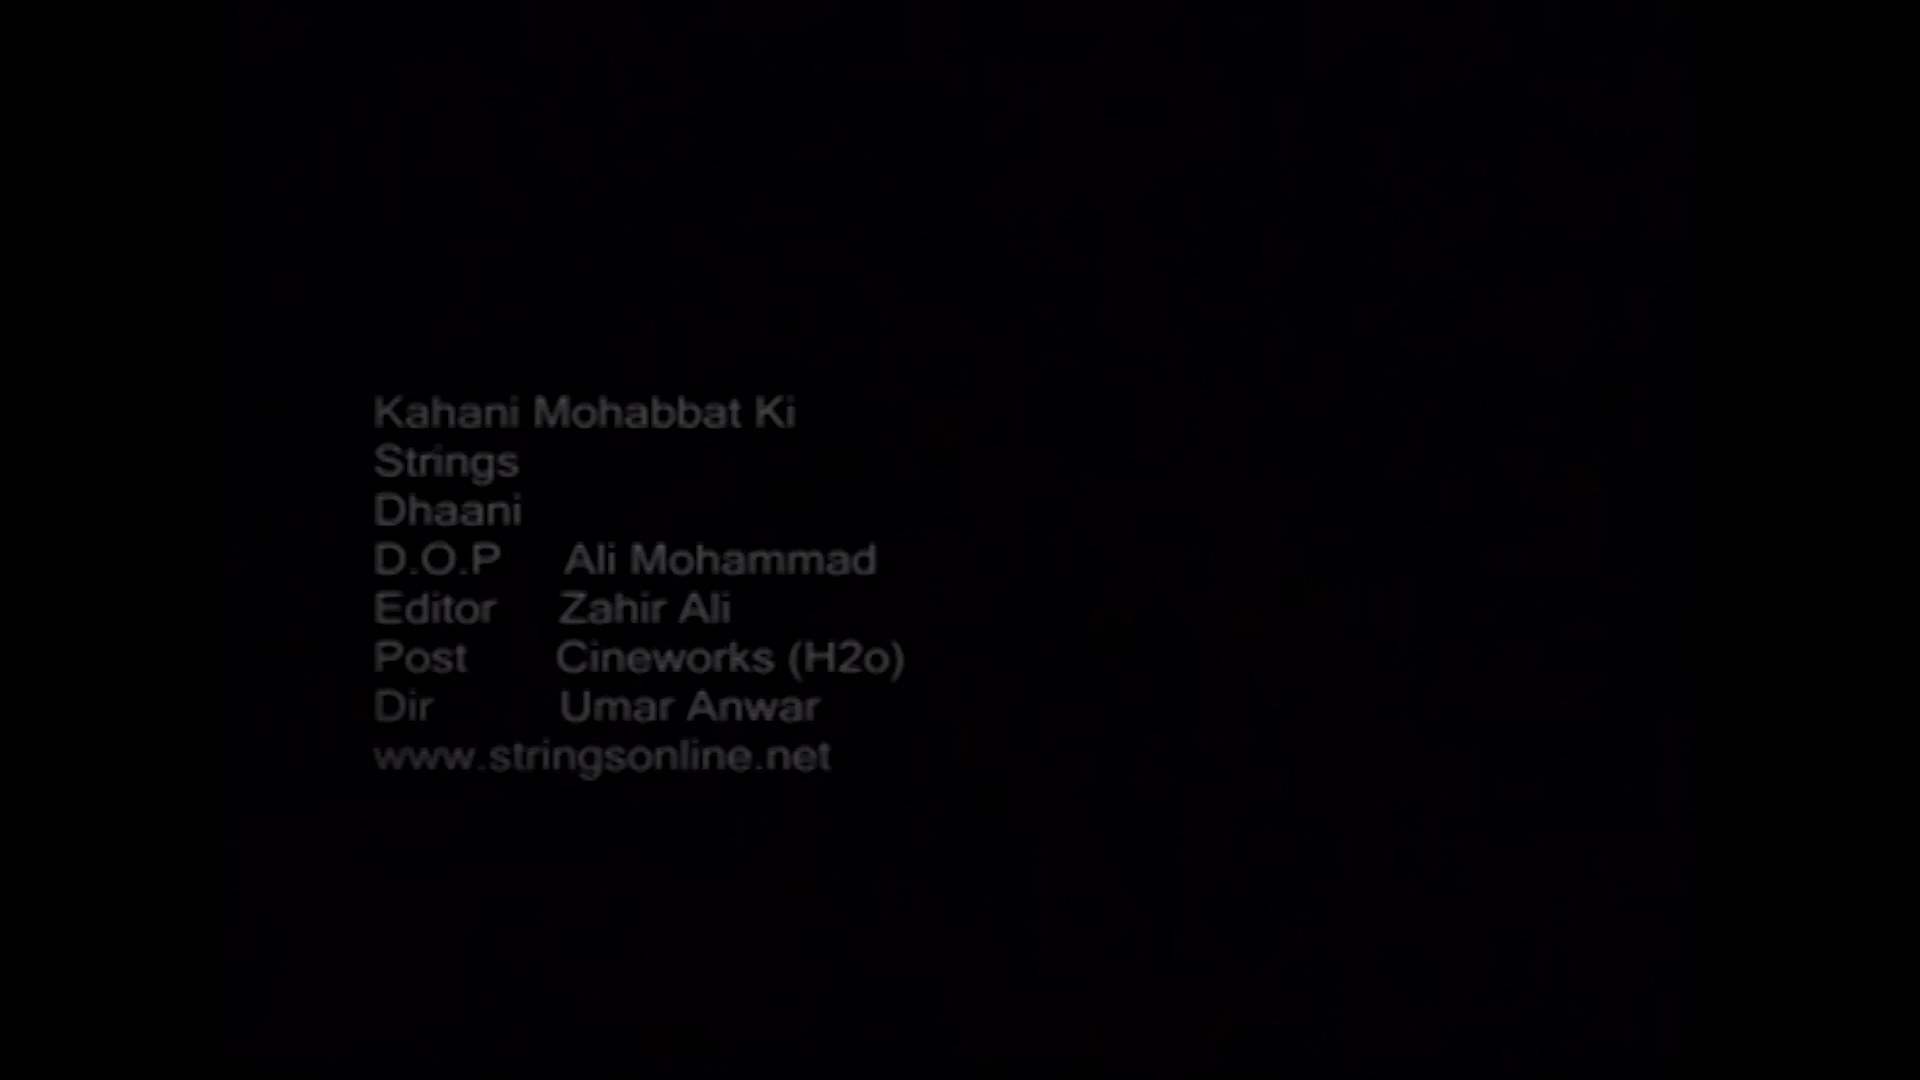 Kahani Mohabbat Ki
Strings
Dhaani
D.O.P Ali Mohammad
Editor Zahir Ali
Post Cineworks (H2o)
Dir Umar Anwar
www.stringsonline.net